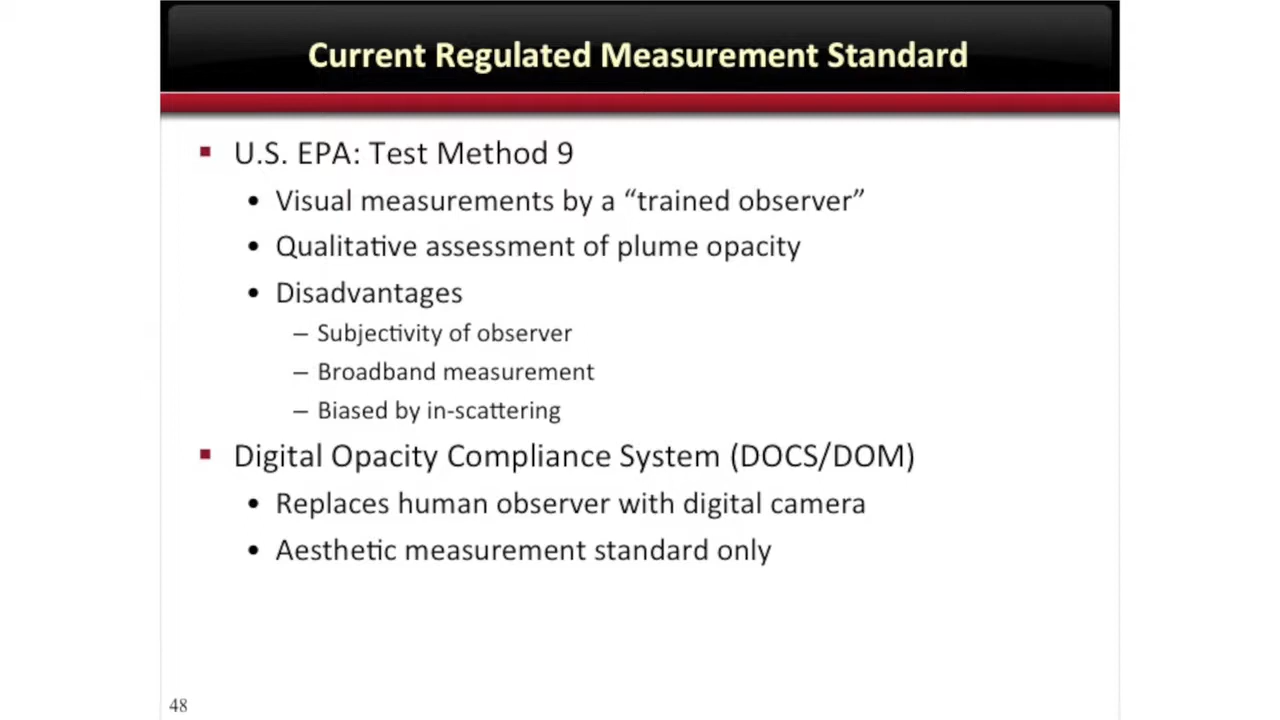 Current Regulated Measurement Standard
▪ U.S. EPA: Test Method 9
• Visual measurements by a “trained observer”
• Qualitative assessment of plume opacity
• Disadvantages
– Subjectivity of observer
– Broadband measurement
– Biased by in-scattering
▪ Digital Opacity Compliance System (DOCS/DOM)
• Replaces human observer with digital camera
• Aesthetic measurement standard only
48